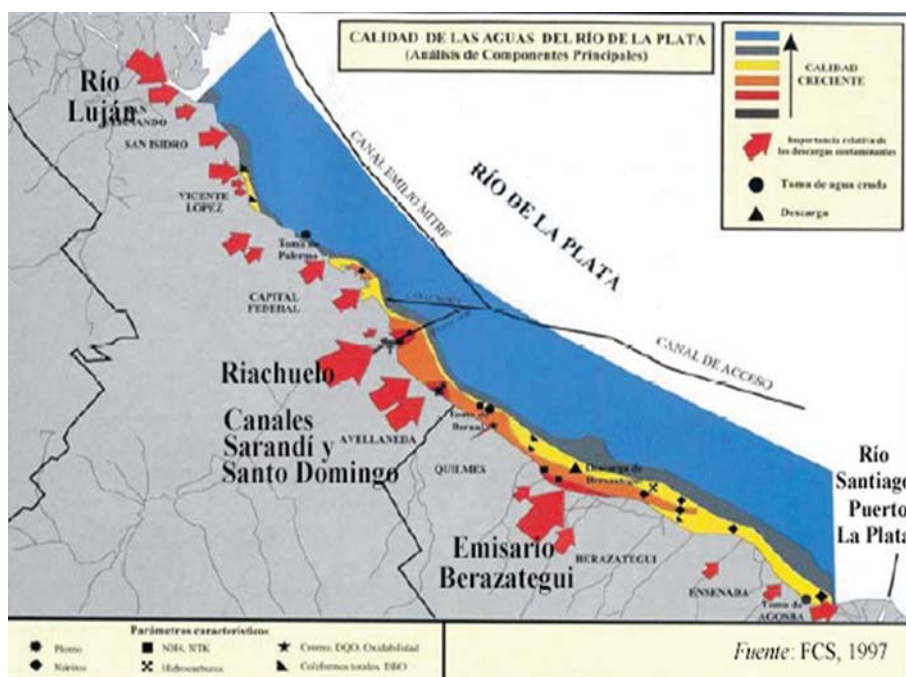 CALIDAD DE LAS AGUAS DEL RÍO DE LA PLATA
(Análisis de Componentes Principales)
CALIDAD
CRECIENTE
Importancia relativa de
las descargas contaminantes
Toma de agua cruda
Descarga
Río
Luján
SAN ISIDRO
VICENTE
LÓPEZ
CANAL EMILIO MITRE
RÍO DE LA PLATA
Toma de
Palermo
CAPITAL
FEDERAL
CANAL DE ACCESO
Riachuelo
Canales
Sarandí y
Santo Domingo
AVELLANEDA
Toma de
Bernal
QUILMES
Descarga de
Berazategui
Río
Santiago
Puerto
La Plata
Emisario
Berazategui
BERAZATEGUI
ENSENADA
Toma de
AGOSBA
Parámetros característicos
Plomo
NH4, NTK
Cromo, DQO, Oxidabilidad
Nitritos
Hidrocarburos
Coliformes totales, DBO
Fuente: FCS, 1997